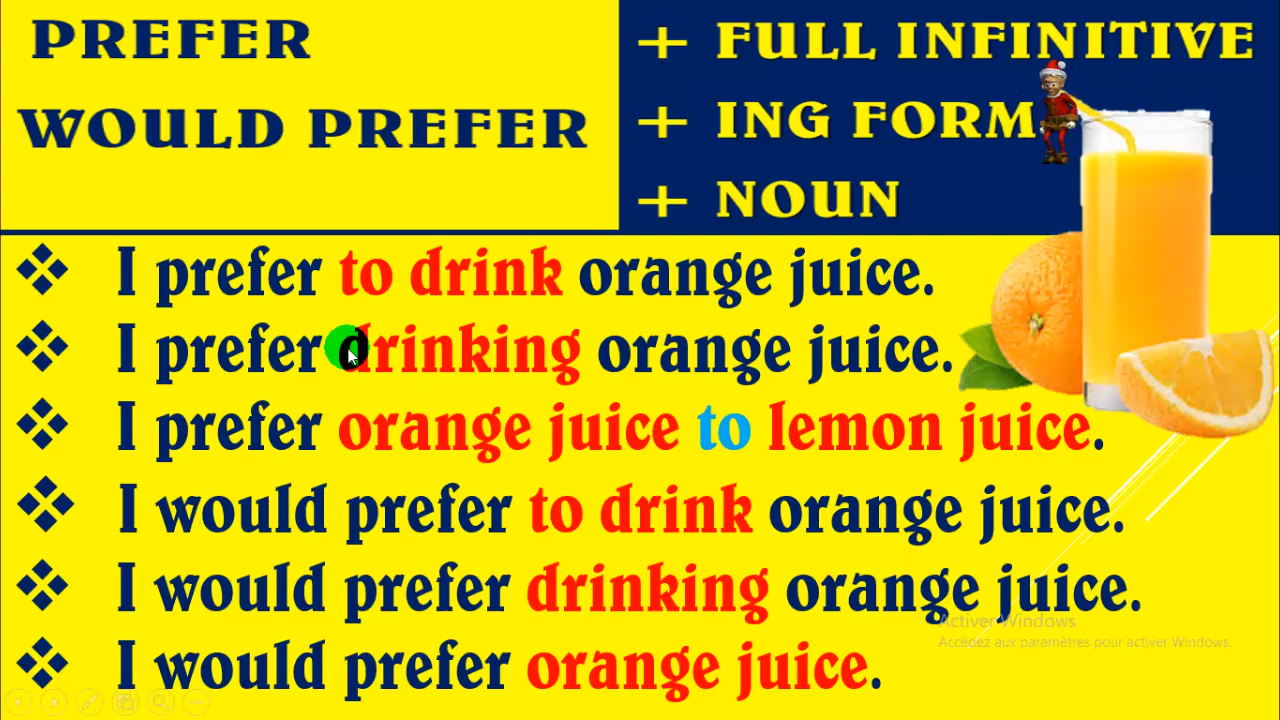 PREFER
WOULD PREFER
+ FULL INFINITIVE
+ ING FORM
+ NOUN
❖ I prefer to drink orange juice.
❖ I prefer drinking orange juice.
❖ I prefer orange juice to lemon juice.
❖ I would prefer to drink orange juice.
❖ I would prefer drinking orange juice.
❖ I would prefer orange juice.
Activer Windows
Accédez aux paramètres pour activer Windows.